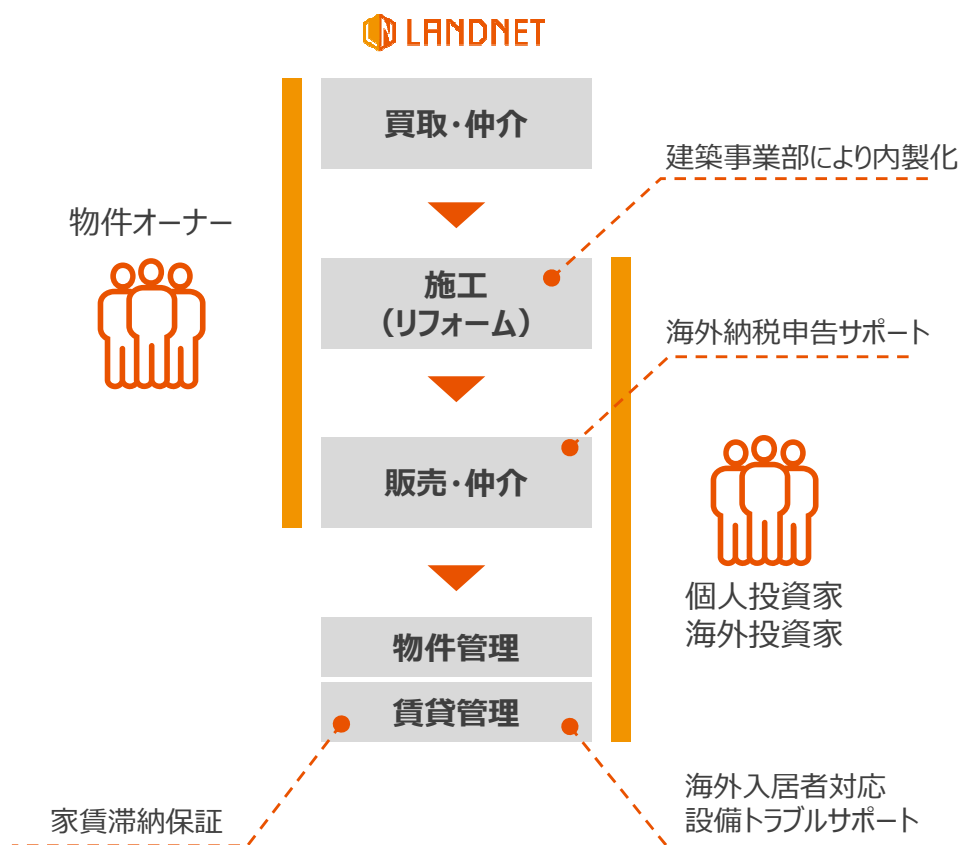 LANDNET
買取・仲介
建築事業部により内製化
物件オーナー
施工
（リフォーム）
海外納税申告サポート
販売・仲介
個人投資家
海外投資家
物件管理
賃貸管理
家賃滞納保証
海外入居者対応
設備トラブルサポート